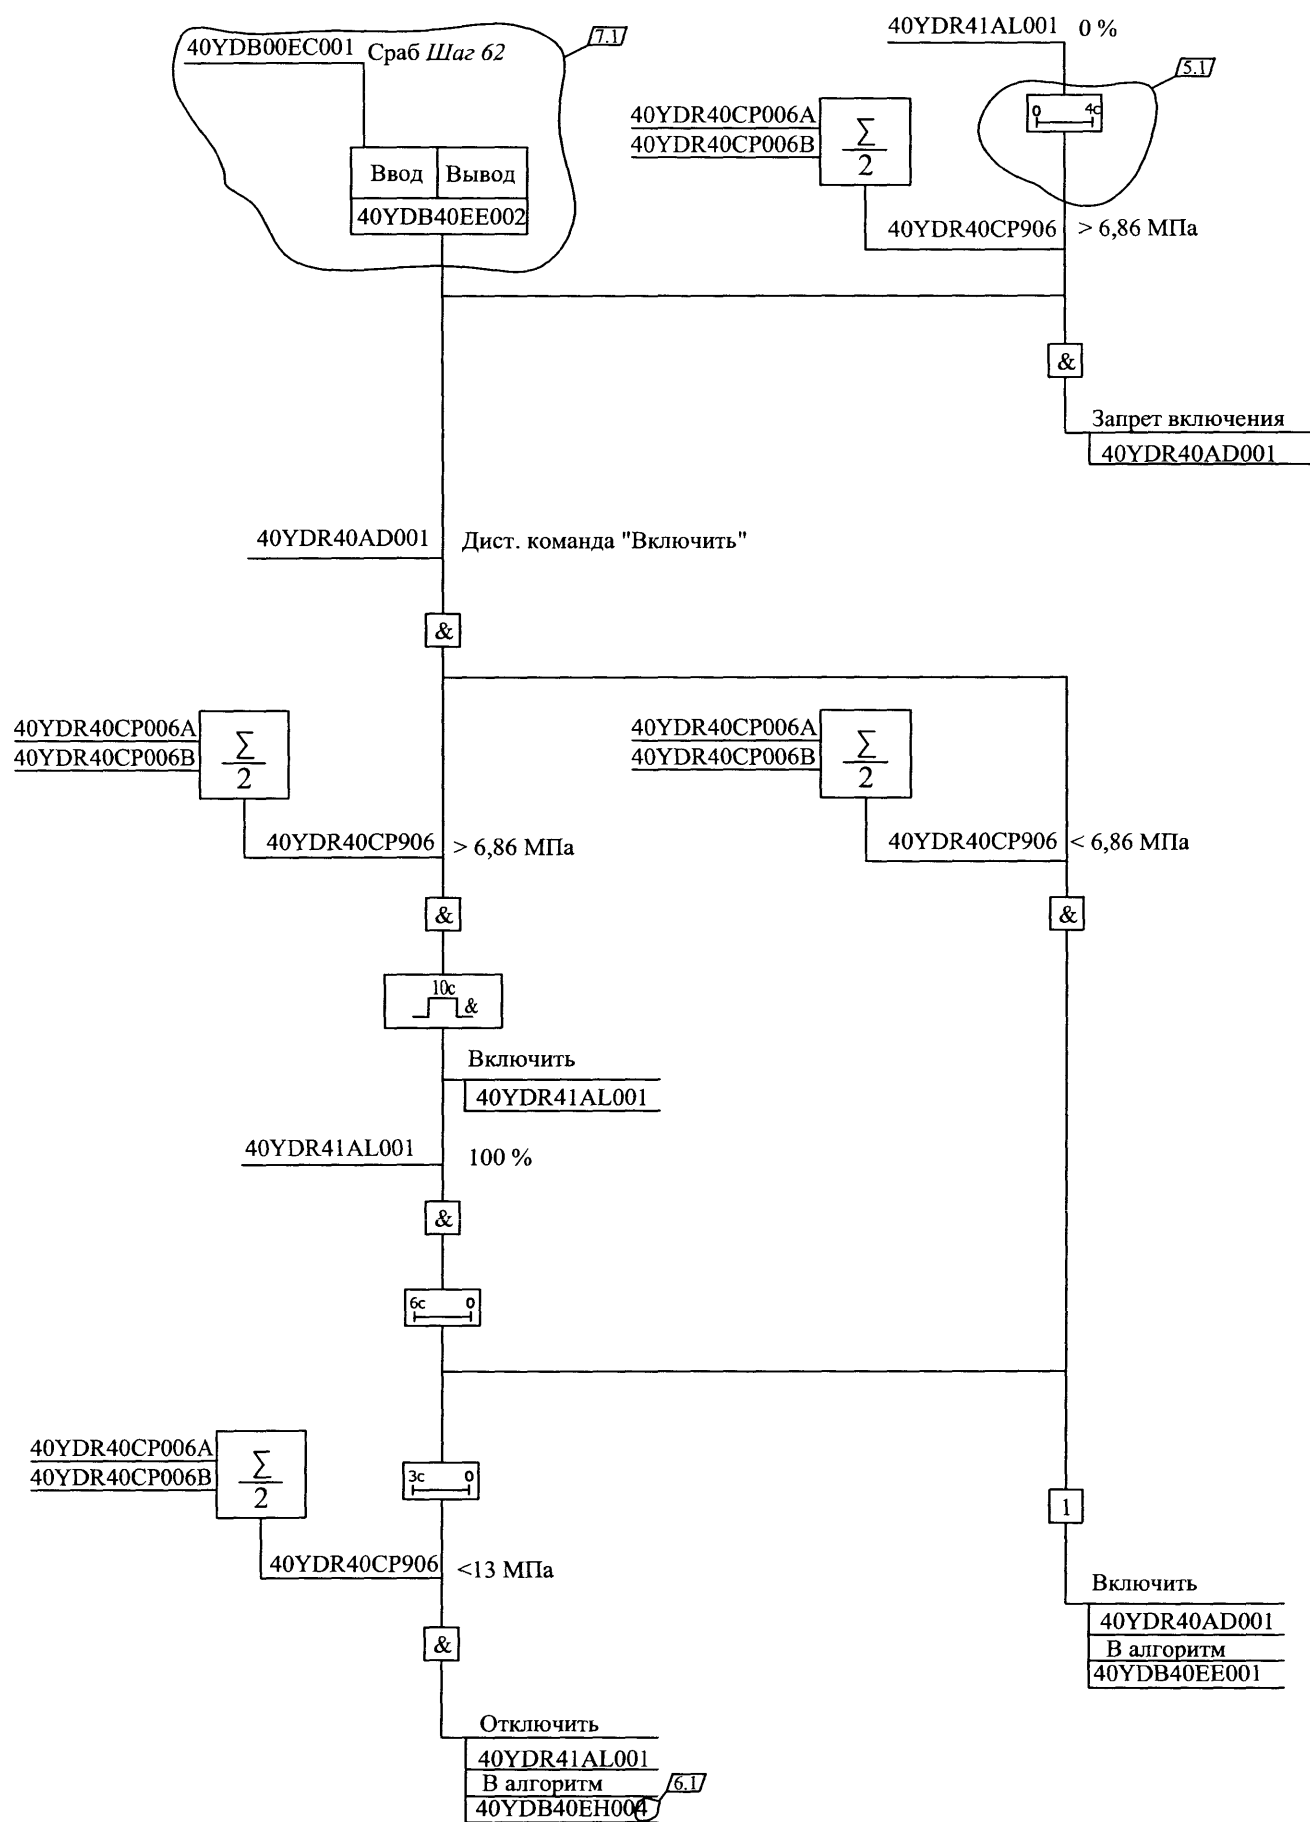 40YDB00EC001 Сраб Шаг 62
7.1
Ввод Вывод
40YDB40EE002
40YDR41AL001 0 %
5.1
0 4с
40YDR40CP006A
40YDR40CP006B
Σ
2
40YDR40CP906 > 6,86 МПа
&
Запрет включения
40YDR40AD001
40YDR40AD001 Дист. команда "Включить"
&
40YDR40CP006A
40YDR40CP006B
Σ
2
40YDR40CP906 > 6,86 МПа
&
40YDR40CP006A
40YDR40CP006B
Σ
2
40YDR40CP906 < 6,86 МПа
&
10с
&
Включить
40YDR41AL001
40YDR41AL001 100 %
&
6с 0
40YDR40CP006A
40YDR40CP006B
Σ
2
3с 0
40YDR40CP906 <13 МПа
&
1
Включить
40YDR40AD001
В алгоритм
40YDB40EE001
Отключить
40YDR41AL001
В алгоритм
40YDB40EH004
6.1